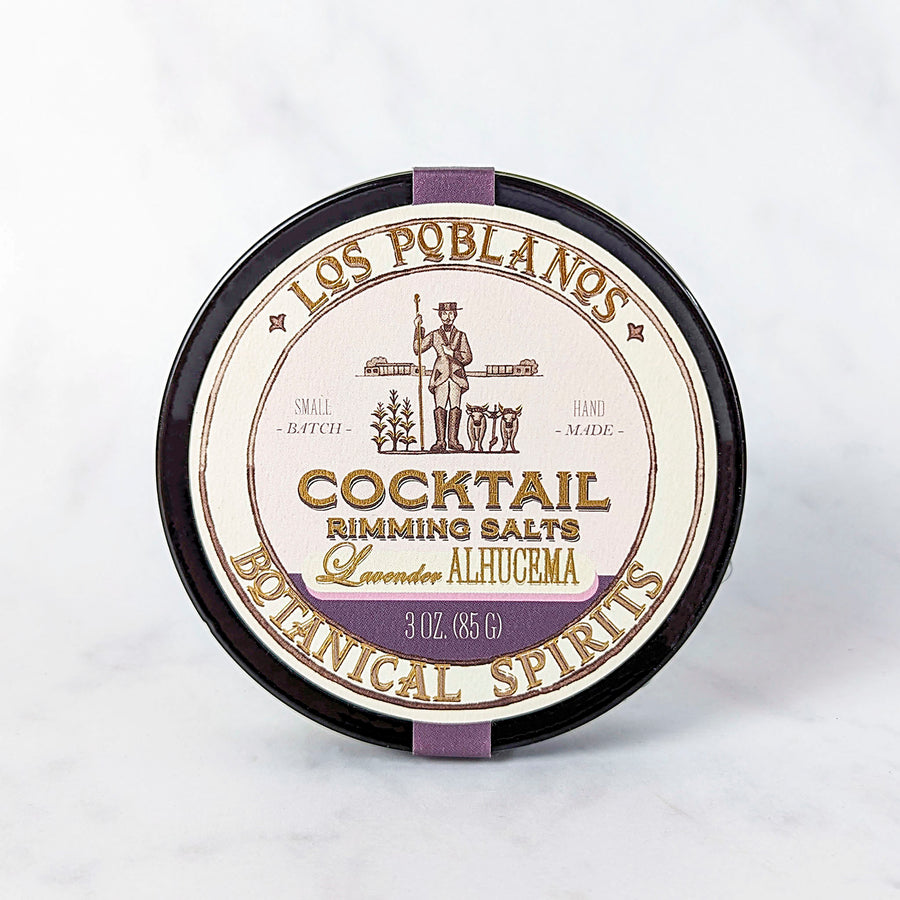 LOS POBLANOS
SMALL
- BATCH -
HAND
- MADE -
COCKTAIL
RIMMING SALTS
Lavender ALHUCEMA
3 OZ. (85 G)
BOTANICAL SPIRITS